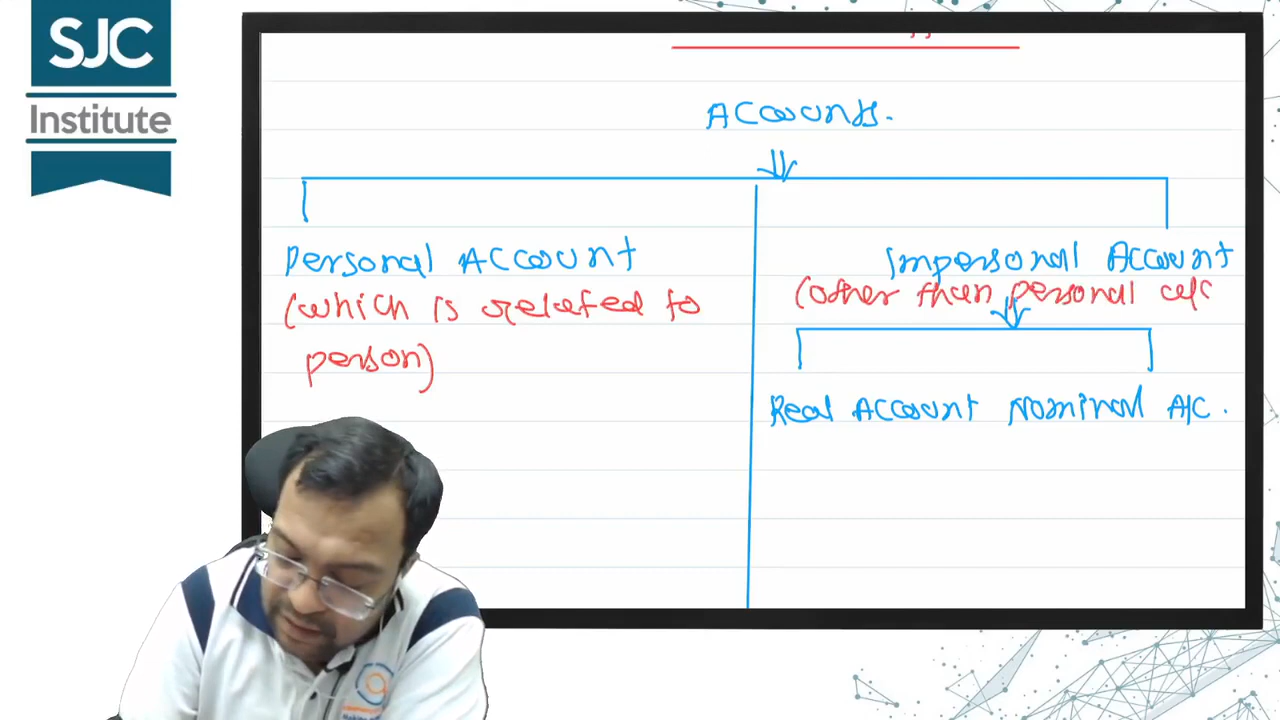 SJC
Institute
Accounts.
Personal Account
(which is related to
person)
Impersonal Account
(other than personal a/c
Real Account Nominal A/c.